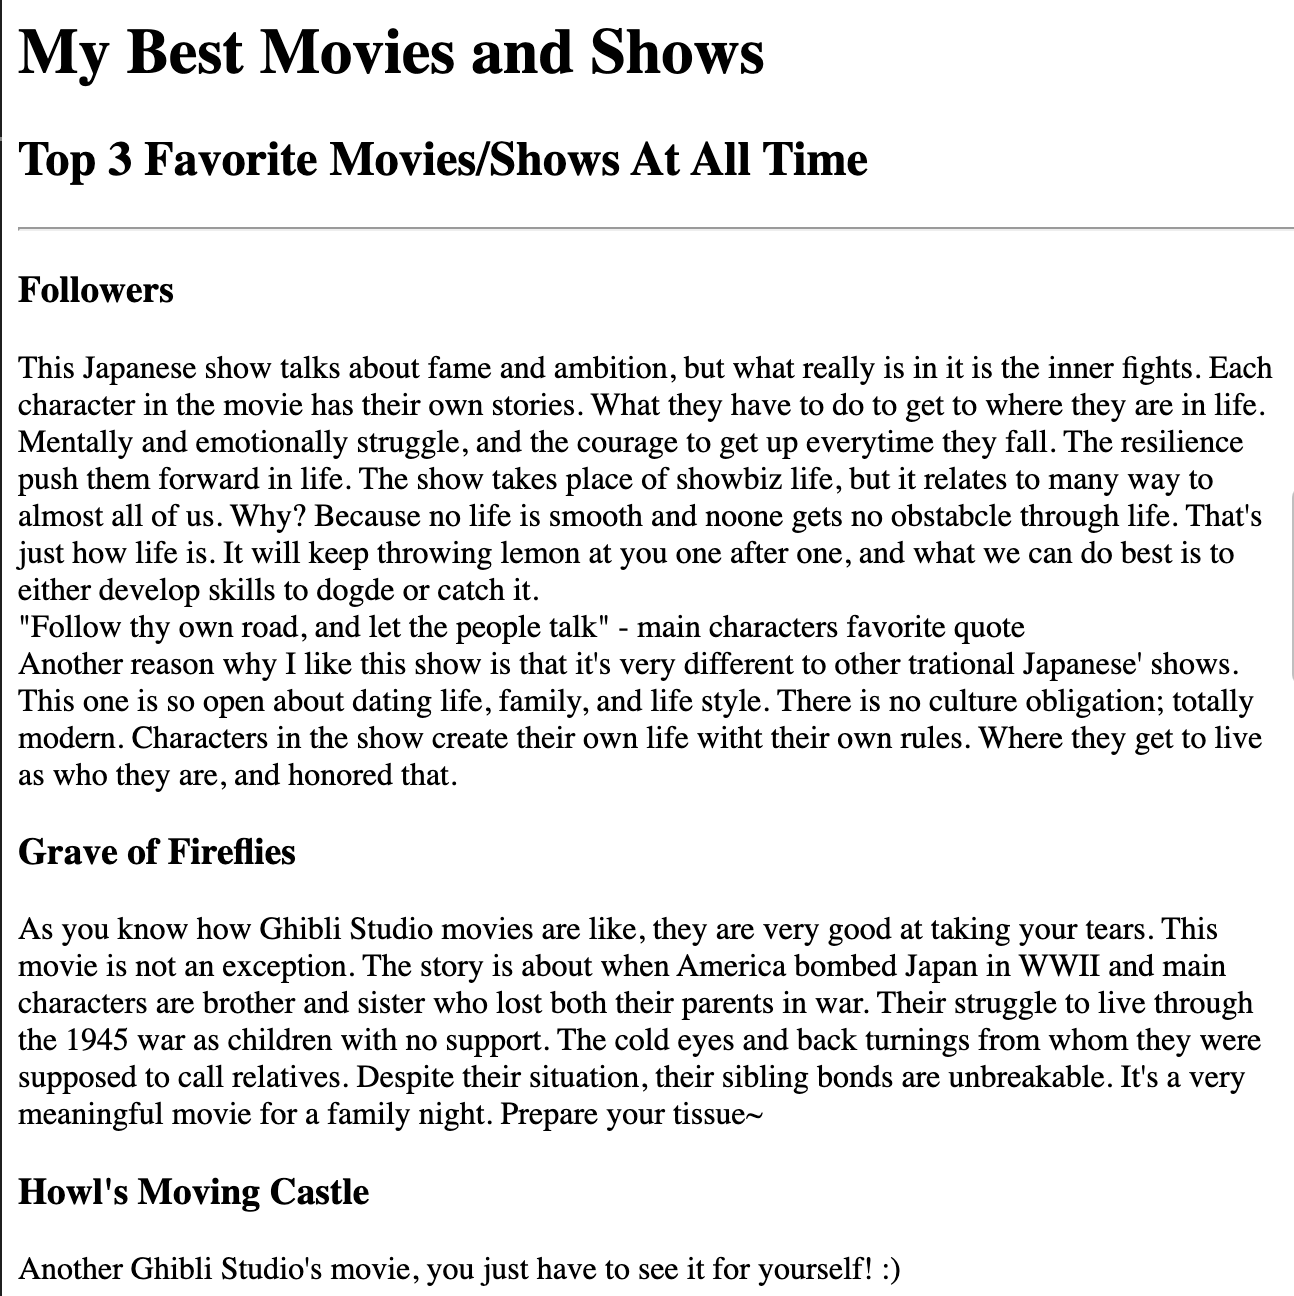 My Best Movies and Shows
Top 3 Favorite Movies/Shows At All Time
Followers
This Japanese show talks about fame and ambition, but what really is in it is the inner fights. Each
character in the movie has their own stories. What they have to do to get to where they are in life.
Mentally and emotionally struggle, and the courage to get up everytime they fall. The resilience
push them forward in life. The show takes place of showbiz life, but it relates to many way to
almost all of us. Why? Because no life is smooth and noone gets no obstabcle through life. That's
just how life is. It will keep throwing lemon at you one after one, and what we can do best is to
either develop skills to dogde or catch it.
"Follow thy own road, and let the people talk" - main characters favorite quote
Another reason why I like this show is that it's very different to other trational Japanese' shows.
This one is so open about dating life, family, and life style. There is no culture obligation; totally
modern. Characters in the show create their own life witht their own rules. Where they get to live
as who they are, and honored that.
Grave of Fireflies
As you know how Ghibli Studio movies are like, they are very good at taking your tears. This
movie is not an exception. The story is about when America bombed Japan in WWII and main
characters are brother and sister who lost both their parents in war. Their struggle to live through
the 1945 war as children with no support. The cold eyes and back turnings from whom they were
supposed to call relatives. Despite their situation, their sibling bonds are unbreakable. It's a very
meaningful movie for a family night. Prepare your tissue~
Howl's Moving Castle
Another Ghibli Studio's movie, you just have to see it for yourself! :)